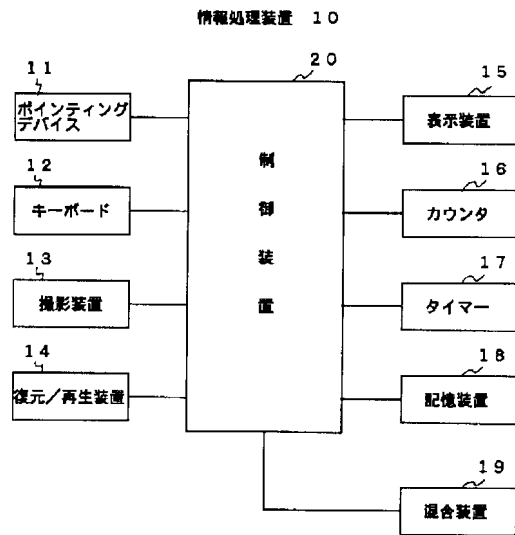 情報処理装置 10
11
ポインティング
デバイス
12
キーボード
13
撮影装置
14
復元/再生装置
20
制御装置
15
表示装置
16
カウンタ
17
タイマー
18
記憶装置
19
混合装置